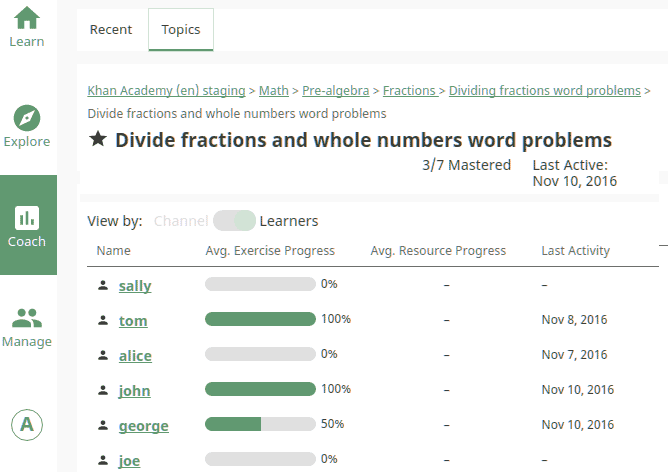 Learn
Explore
Coach
Manage
A
Recent Topics
Khan Academy (en) staging > Math > Pre-algebra > Fractions > Dividing fractions word problems >
Divide fractions and whole numbers word problems
Divide fractions and whole numbers word problems
3/7 Mastered Last Active:
Nov 10, 2016
View by: Channel Learners
Name Avg. Exercise Progress Avg. Resource Progress Last Activity
sally 0% – –
tom 100% – Nov 8, 2016
alice 0% – Nov 7, 2016
john 100% – Nov 10, 2016
george 50% – Nov 10, 2016
joe 0% – –